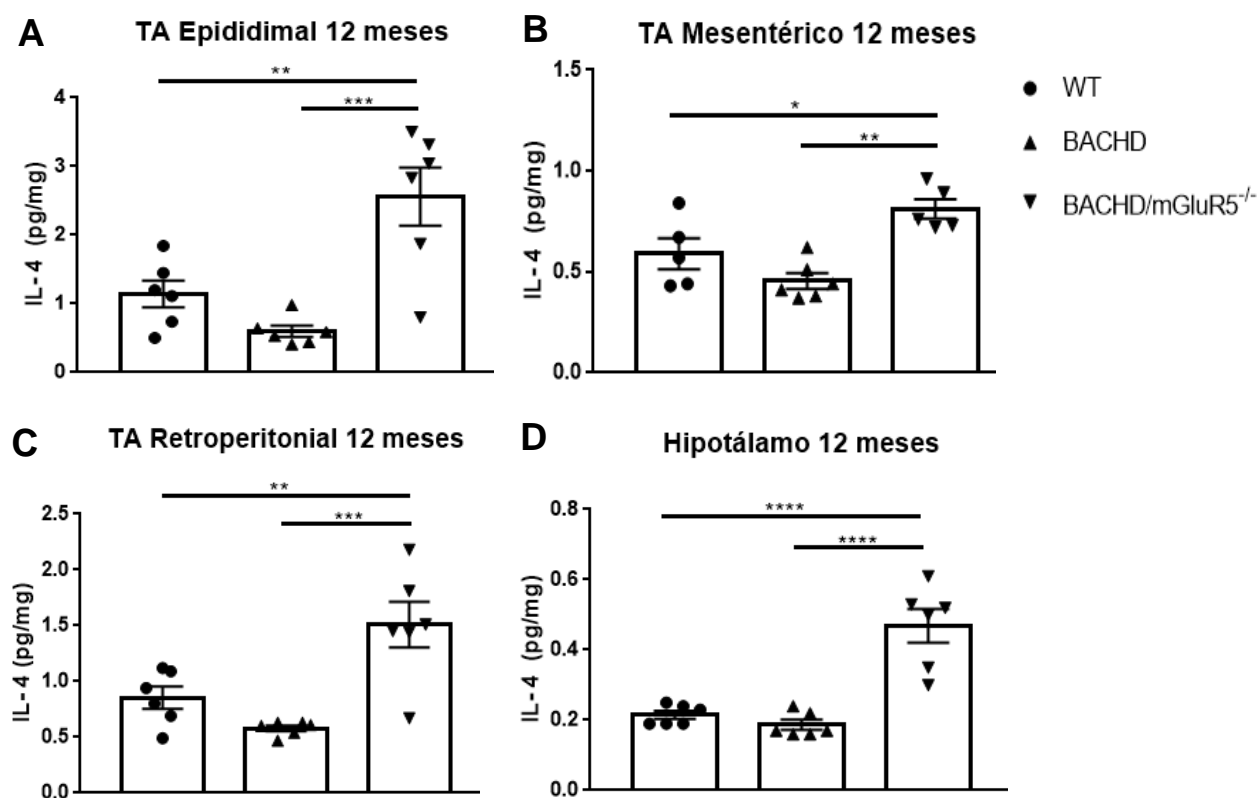 A
TA Epididimal 12 meses
**
***
4
3
2
1
0
IL-4 (pg/mg)
B
TA Mesentérico 12 meses
*
**
1.5
1.0
0.5
0.0
IL-4 (pg/mg)
WT
BACHD
BACHD/mGluR5-/-
C
TA Retroperitonial 12 meses
**
***
2.5
2.0
1.5
1.0
0.5
0.0
IL-4 (pg/mg)
D
Hipotálamo 12 meses
****
****
0.8
0.6
0.4
0.2
0.0
IL-4 (pg/mg)